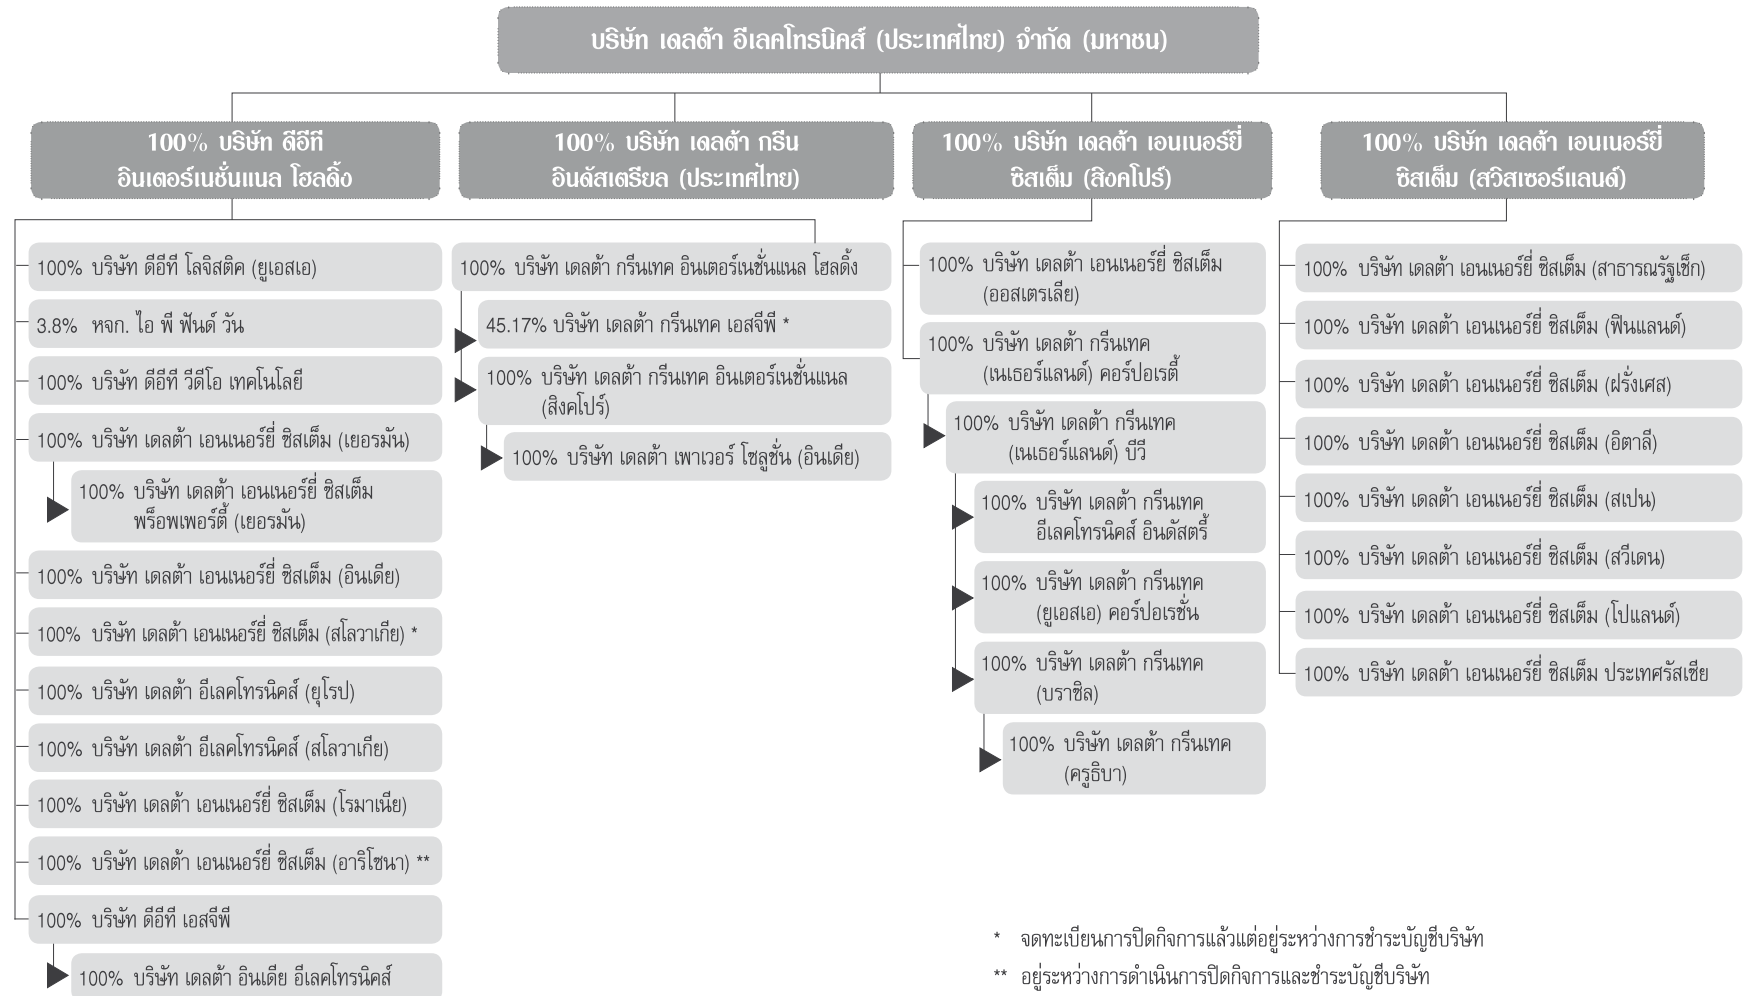 บริษัท เดลต้า อีเลคโทรนิคส์ (ประเทศไทย) จำกัด (มหาชน)
100% บริษัท ดีอีที
อินเตอร์เนชั่นแนล โฮลดิ้ง
100% บริษัท ดีอีที โลจิสติค (ยูเอสเอ)
3.8% หจก. ไอ พี ฟันด์ วัน
100% บริษัท ดีอีที วีดีโอ เทคโนโลยี
100% บริษัท เดลต้า เอนเนอร์ยี่ ซิสเต็ม (เยอรมัน)
100% บริษัท เดลต้า เอนเนอร์ยี่ ซิสเต็ม
พร็อพเพอร์ตี้ (เยอรมัน)
100% บริษัท เดลต้า เอนเนอร์ยี่ ซิสเต็ม (อินเดีย)
100% บริษัท เดลต้า เอนเนอร์ยี่ ซิสเต็ม (สโลวาเกีย) *
100% บริษัท เดลต้า อีเลคโทรนิคส์ (ยุโรป)
100% บริษัท เดลต้า อีเลคโทรนิคส์ (สโลวาเกีย)
100% บริษัท เดลต้า เอนเนอร์ยี่ ซิสเต็ม (โรมาเนีย)
100% บริษัท เดลต้า เอนเนอร์ยี่ ซิสเต็ม (อาริโซนา) **
100% บริษัท ดีอีที เอสจีพี
100% บริษัท เดลต้า อินเดีย อีเลคโทรนิคส์
100% บริษัท เดลต้า กรีน
อินดัสเตรียล (ประเทศไทย)
100% บริษัท เดลต้า กรีนเทค อินเตอร์เนชั่นแนล โฮลดิ้ง
45.17% บริษัท เดลต้า กรีนเทค เอสจีพี *
100% บริษัท เดลต้า กรีนเทค อินเตอร์เนชั่นแนล
(สิงคโปร์)
100% บริษัท เดลต้า เพาเวอร์ โซลูชั่น (อินเดีย)
100% บริษัท เดลต้า เอนเนอร์ยี่
ซิสเต็ม (สิงคโปร์)
100% บริษัท เดลต้า เอนเนอร์ยี่ ซิสเต็ม
(ออสเตรเลีย)
100% บริษัท เดลต้า กรีนเทค
(เนเธอร์แลนด์) คอร์ปอเรตี้
100% บริษัท เดลต้า กรีนเทค
(เนเธอร์แลนด์) บีวี
100% บริษัท เดลต้า กรีนเทค
อีเลคโทรนิคส์ อินดัสตรี้
100% บริษัท เดลต้า กรีนเทค
(ยูเอสเอ) คอร์ปอเรชั่น
100% บริษัท เดลต้า กรีนเทค
(บราซิล)
100% บริษัท เดลต้า กรีนเทค
(ครูธิบา)
100% บริษัท เดลต้า เอนเนอร์ยี่
ซิสเต็ม (สวิสเซอร์แลนด์)
100% บริษัท เดลต้า เอนเนอร์ยี่ ซิสเต็ม (สาธารณรัฐเช็ก)
100% บริษัท เดลต้า เอนเนอร์ยี่ ซิสเต็ม (ฟินแลนด์)
100% บริษัท เดลต้า เอนเนอร์ยี่ ซิสเต็ม (ฝรั่งเศส)
100% บริษัท เดลต้า เอนเนอร์ยี่ ซิสเต็ม (อิตาลี)
100% บริษัท เดลต้า เอนเนอร์ยี่ ซิสเต็ม (สเปน)
100% บริษัท เดลต้า เอนเนอร์ยี่ ซิสเต็ม (สวีเดน)
100% บริษัท เดลต้า เอนเนอร์ยี่ ซิสเต็ม (โปแลนด์)
100% บริษัท เดลต้า เอนเนอร์ยี่ ซิสเต็ม ประเทศรัสเซีย
* จดทะเบียนการปิดกิจการแล้วแต่อยู่ระหว่างการชำระบัญชีบริษัท
** อยู่ระหว่างการดำเนินการปิดกิจการและชำระบัญชีบริษัท